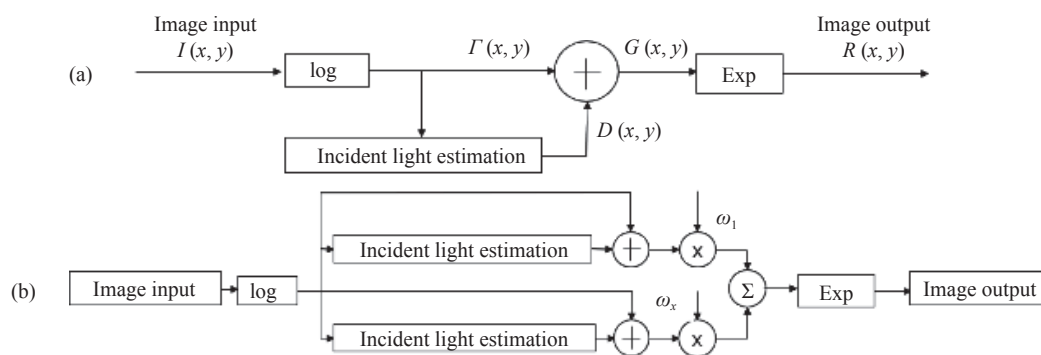 Image input
I (x, y)
Γ (x, y)
G (x, y)
Image output
R (x, y)
(a)
log
+
Exp
D (x, y)
Incident light estimation
ω1
Incident light estimation
+
x
(b)
Image input
log
ωx
Σ
Exp
Image output
Incident light estimation
+
x